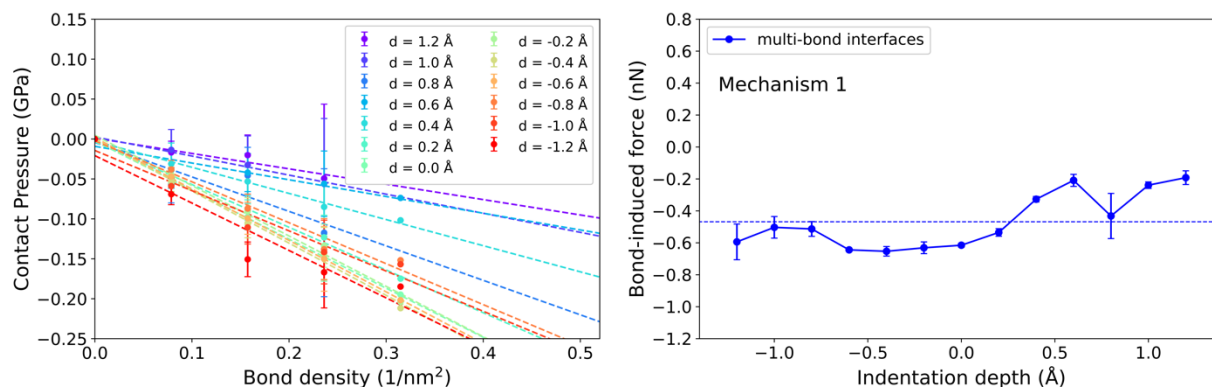 0.15
0.10
0.05
0.00
−0.05
−0.10
−0.15
−0.20
−0.25
Contact Pressure (GPa)
d = 1.2 Å
d = 1.0 Å
d = 0.8 Å
d = 0.6 Å
d = 0.4 Å
d = 0.2 Å
d = 0.0 Å
d = -0.2 Å
d = -0.4 Å
d = -0.6 Å
d = -0.8 Å
d = -1.0 Å
d = -1.2 Å
0.0 0.1 0.2 0.3 0.4 0.5
Bond density (1/nm²)
0.8
0.6
0.4
0.2
0.0
−0.2
−0.4
−0.6
−0.8
−1.0
−1.2
Bond-induced force (nN)
multi-bond interfaces
Mechanism 1
−1.0 −0.5 0.0 0.5 1.0
Indentation depth (Å)